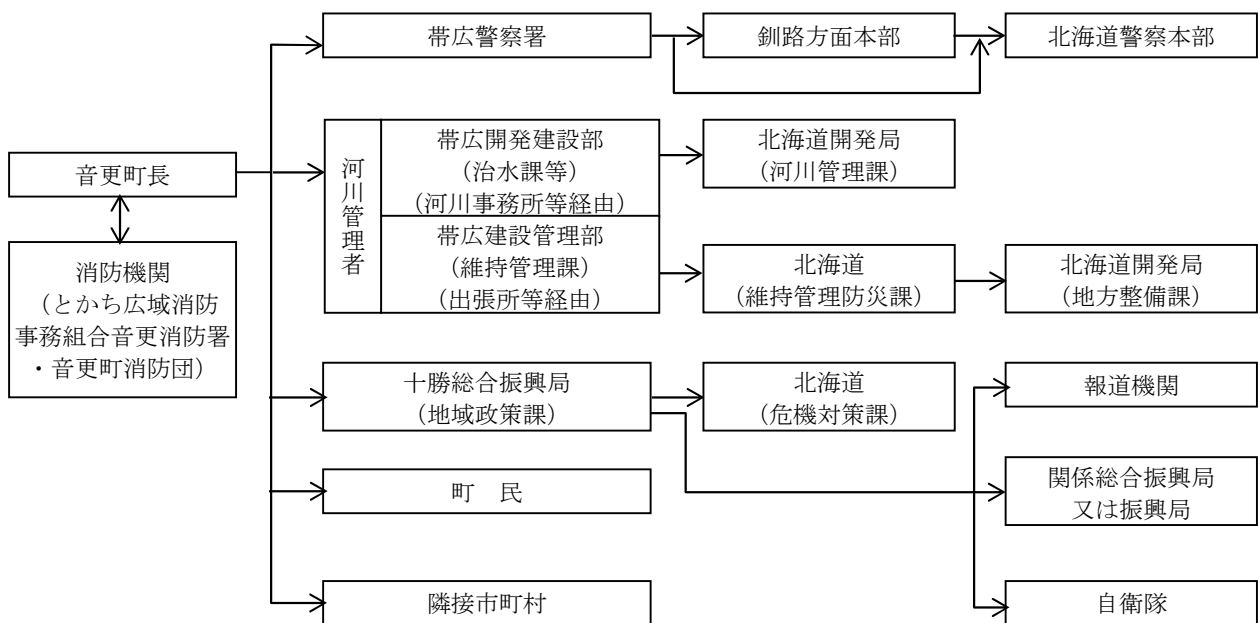 帯広警察署
釧路方面本部
北海道警察本部
音更町長
消防機関
(とかち広域消防
事務組合音更消防署
・音更町消防団)
河川管理者
帯広開発建設部
(治水課等)
(河川事務所等経由)
北海道開発局
(河川管理課)
帯広建設管理部
(維持管理課)
(出張所等経由)
北海道
(維持管理防災課)
北海道開発局
(地方整備課)
十勝総合振興局
(地域政策課)
北海道
(危機対策課)
報道機関
関係総合振興局
又は振興局
自衛隊
町 民
隣接市町村